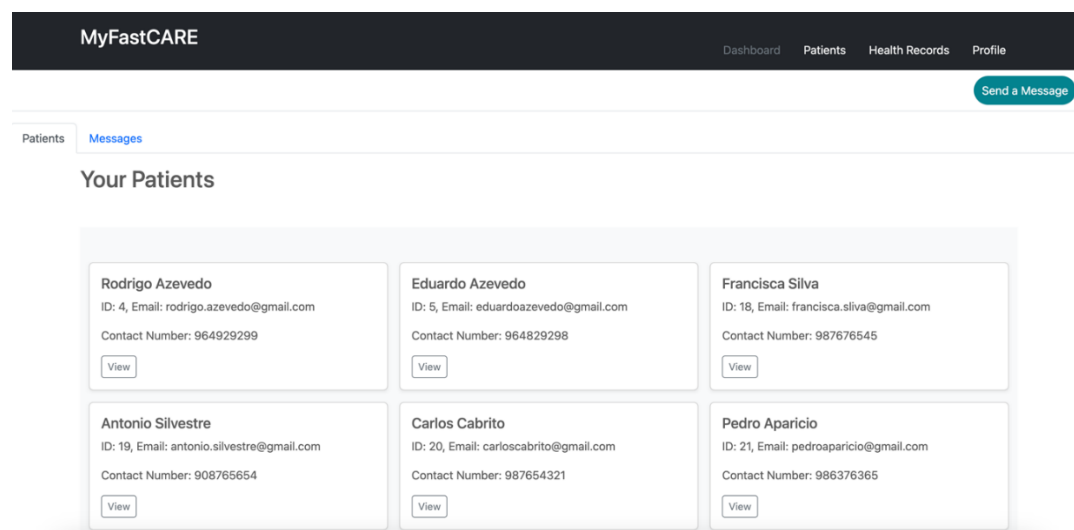 MyFastCARE
Dashboard Patients Health Records Profile
Send a Message
Patients Messages
Your Patients
Rodrigo Azevedo
ID: 4, Email: rodrigo.azevedo@gmail.com
Contact Number: 964929299
View
Eduardo Azevedo
ID: 5, Email: eduardoazevedo@gmail.com
Contact Number: 964829298
View
Francisca Silva
ID: 18, Email: francisca.sliva@gmail.com
Contact Number: 987676545
View
Antonio Silvestre
ID: 19, Email: antonio.silvestre@gmail.com
Contact Number: 908765654
View
Carlos Cabrito
ID: 20, Email: carloscabrito@gmail.com
Contact Number: 987654321
View
Pedro Aparicio
ID: 21, Email: pedroaparicio@gmail.com
Contact Number: 986376365
View